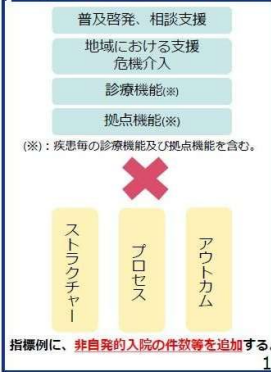 普及啓発、相談支援
地域における支援
危機介入
診療機能(※)
拠点機能(※)
(※)：疾患毎の診療機能及び拠点機能を含む。
ストラクチャー
プロセス
アウトカム
指標例に、非自発的入院の件数等を追加する。
1